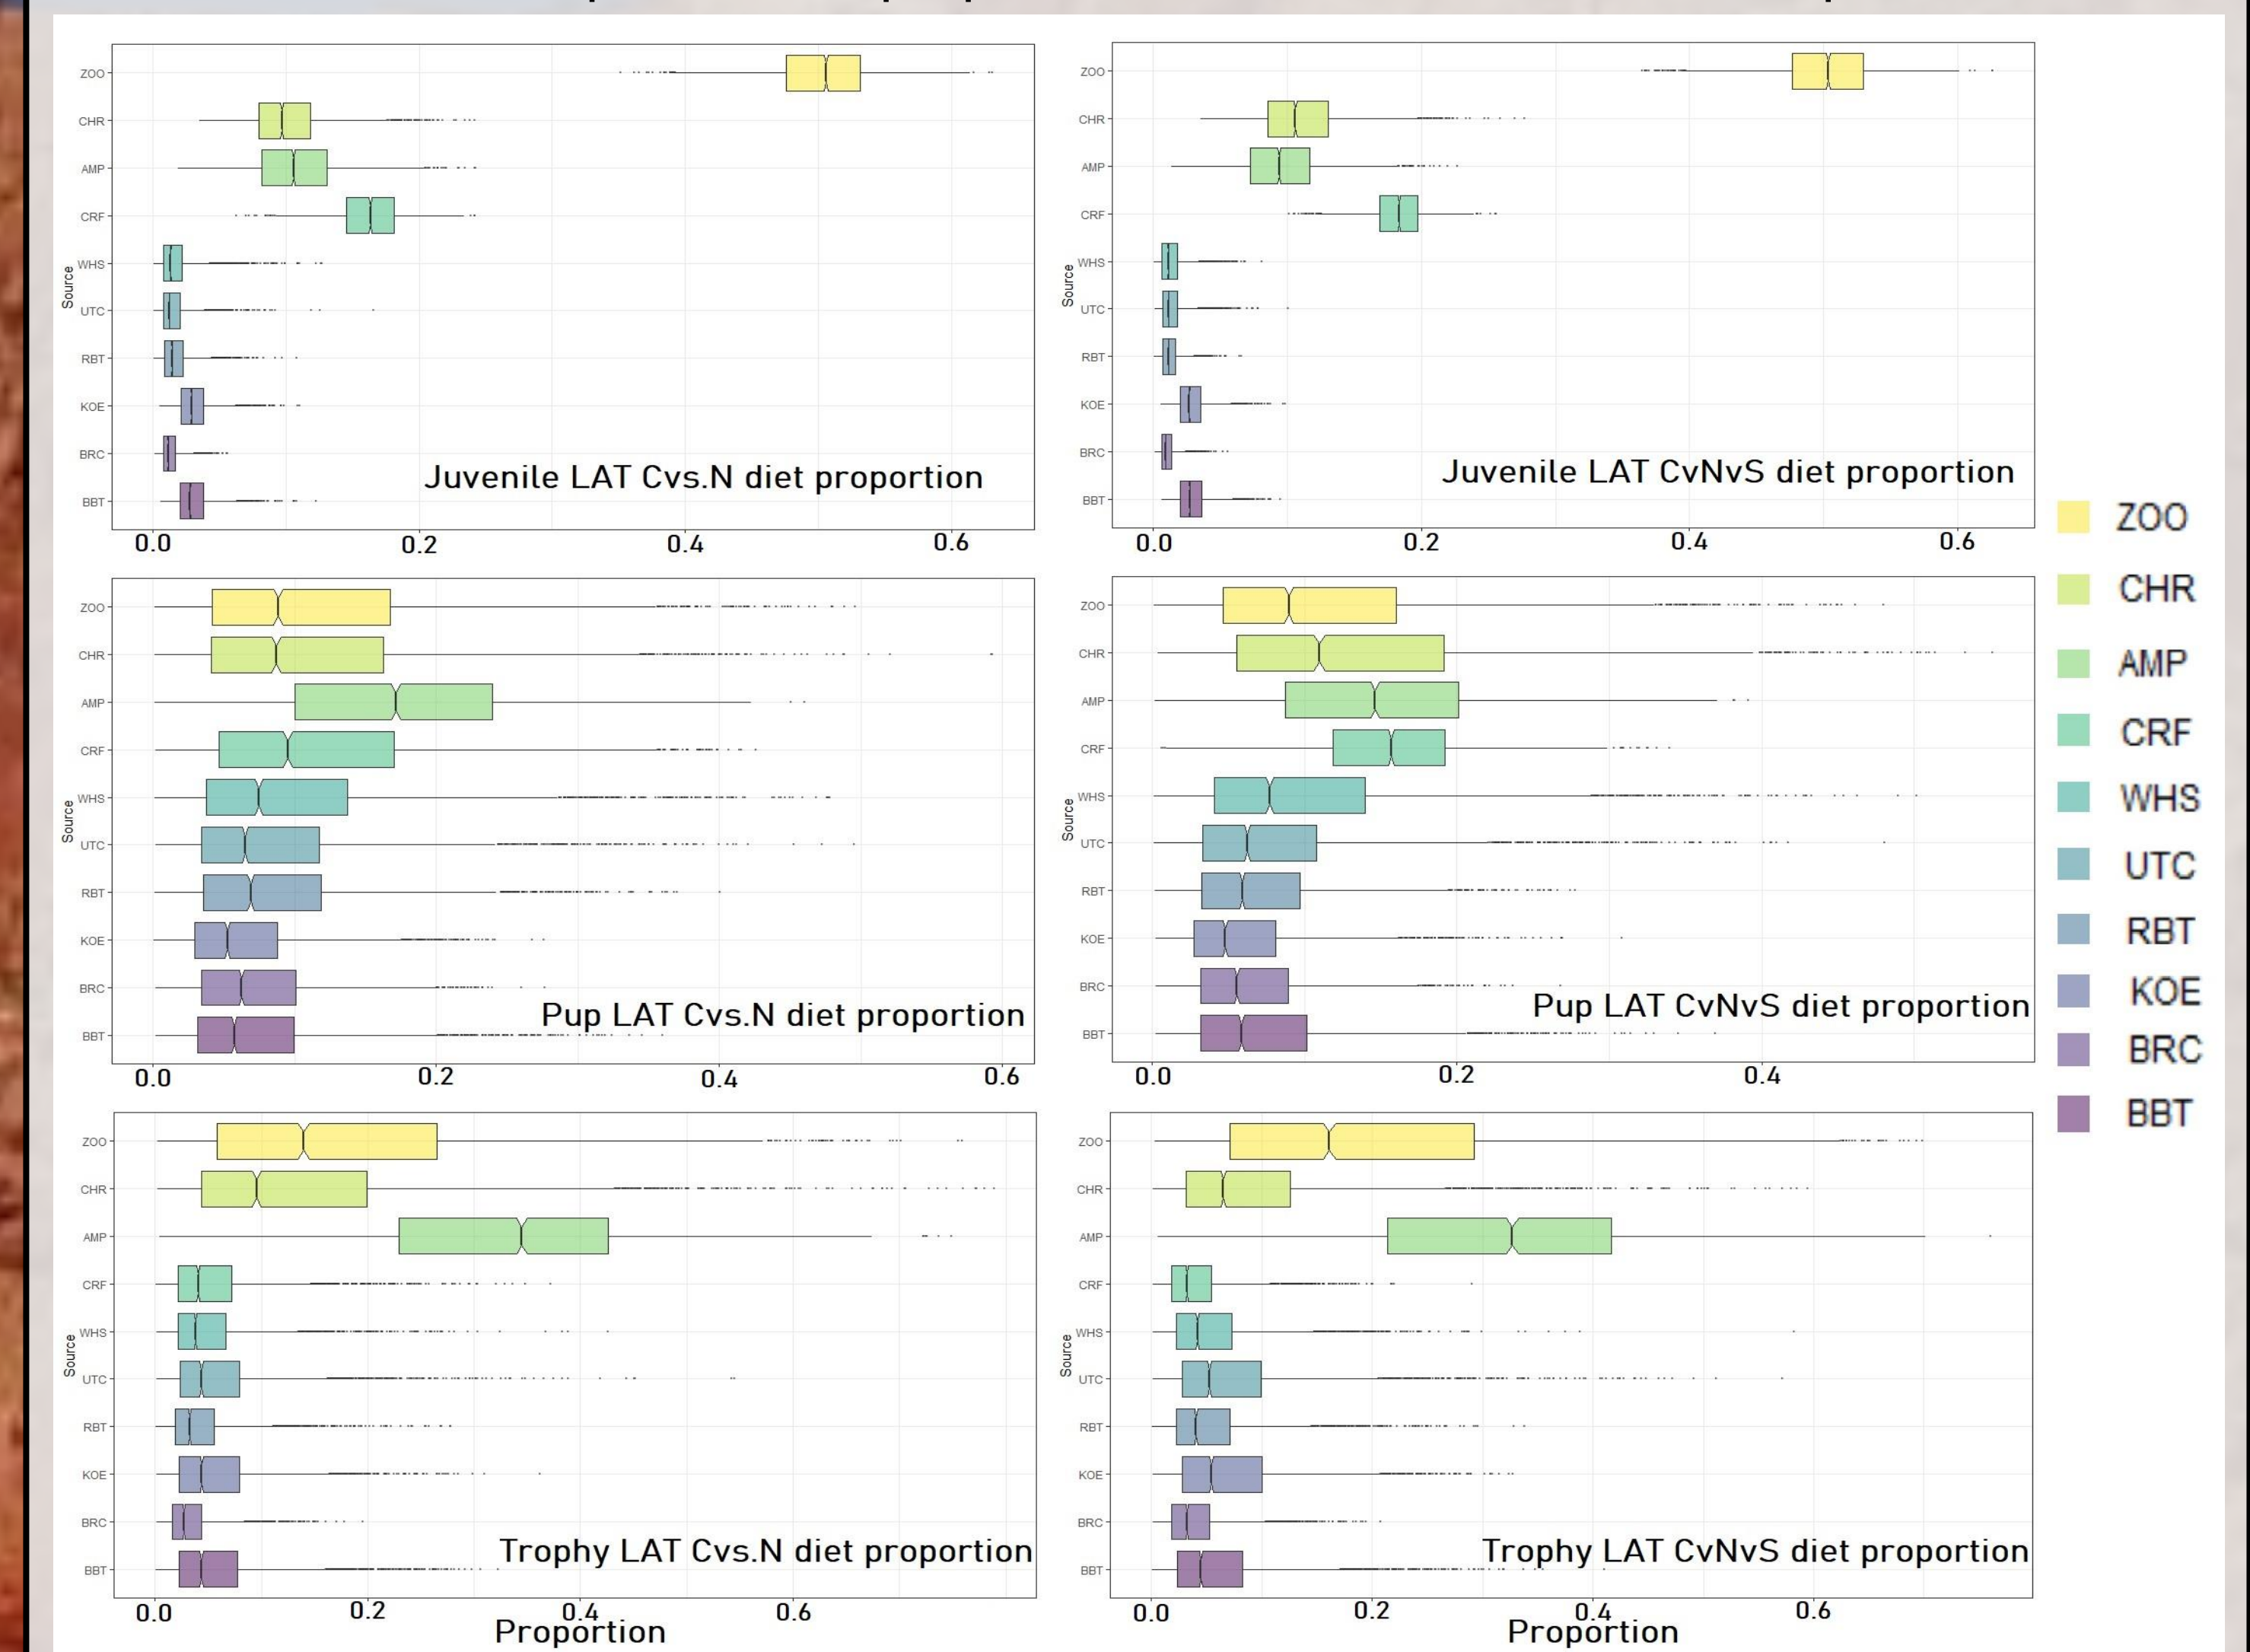 ZOO
CHR
AMP
CRF
WHS
UTC
RBT
KOE
BRC
BBT
Source
Juvenile LAT Cvs.N diet proportion
0.0 0.2 0.4 0.6
ZOO
CHR
AMP
CRF
WHS
UTC
RBT
KOE
BRC
BBT
Source
Juvenile LAT CvNvS diet proportion
0.0 0.2 0.4 0.6
ZOO
CHR
AMP
CRF
WHS
UTC
RBT
KOE
BRC
BBT
Source
Pup LAT Cvs.N diet proportion
0.0 0.2 0.4 0.6
ZOO
CHR
AMP
CRF
WHS
UTC
RBT
KOE
BRC
BBT
Source
Pup LAT CvNvS diet proportion
0.0 0.2 0.4
ZOO
CHR
AMP
CRF
WHS
UTC
RBT
KOE
BRC
BBT
Source
Trophy LAT Cvs.N diet proportion
0.0 0.2 0.4 0.6
Proportion
ZOO
CHR
AMP
CRF
WHS
UTC
RBT
KOE
BRC
BBT
Source
Trophy LAT CvNvS diet proportion
0.0 0.2 0.4 0.6
Proportion
ZOO
CHR
AMP
CRF
WHS
UTC
RBT
KOE
BRC
BBT